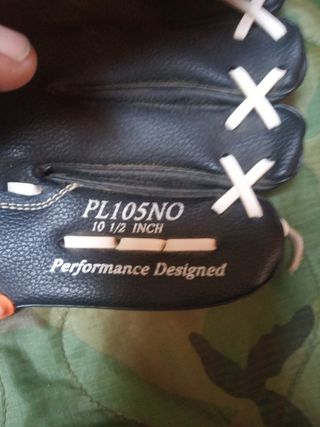 PL105NO
10 1/2 INCH
Performance Designed